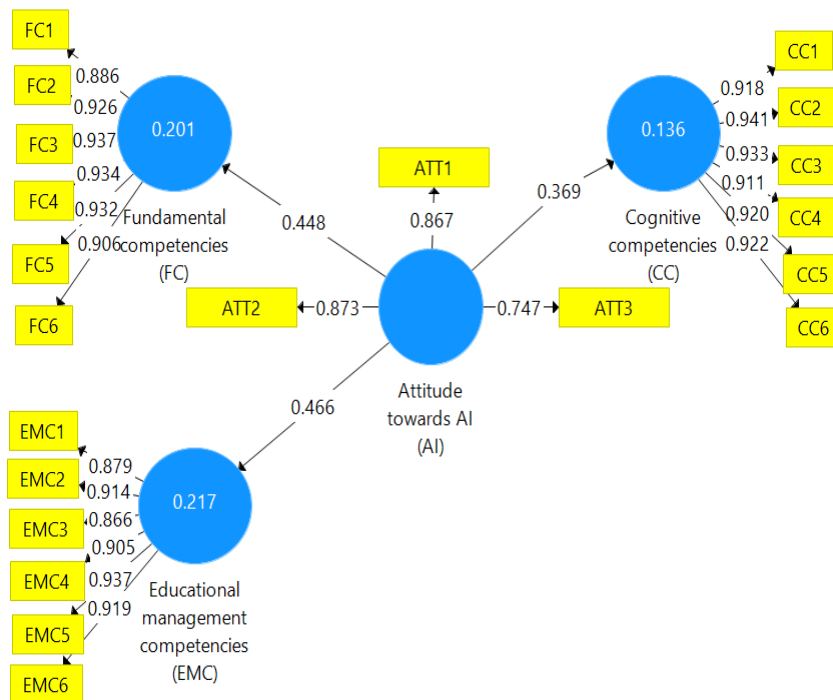 FC1
0.886
FC2
0.926
FC3
0.937
0.934
FC4
0.932
0.906
FC5
FC6
0.201
Fundamental
competencies
(FC)
0.448
ATT1
0.867
ATT2
0.873
0.747
ATT3
Attitude
towards AI
(AI)
0.369
0.136
Cognitive
competencies
(CC)
CC1
0.918
CC2
0.941
0.933
CC3
0.911
0.920
CC4
0.922
CC5
CC6
0.466
EMC1
0.879
EMC2
0.914
0.866
EMC3
0.905
EMC4
0.937
0.919
EMC5
EMC6
0.217
Educational
management
competencies
(EMC)